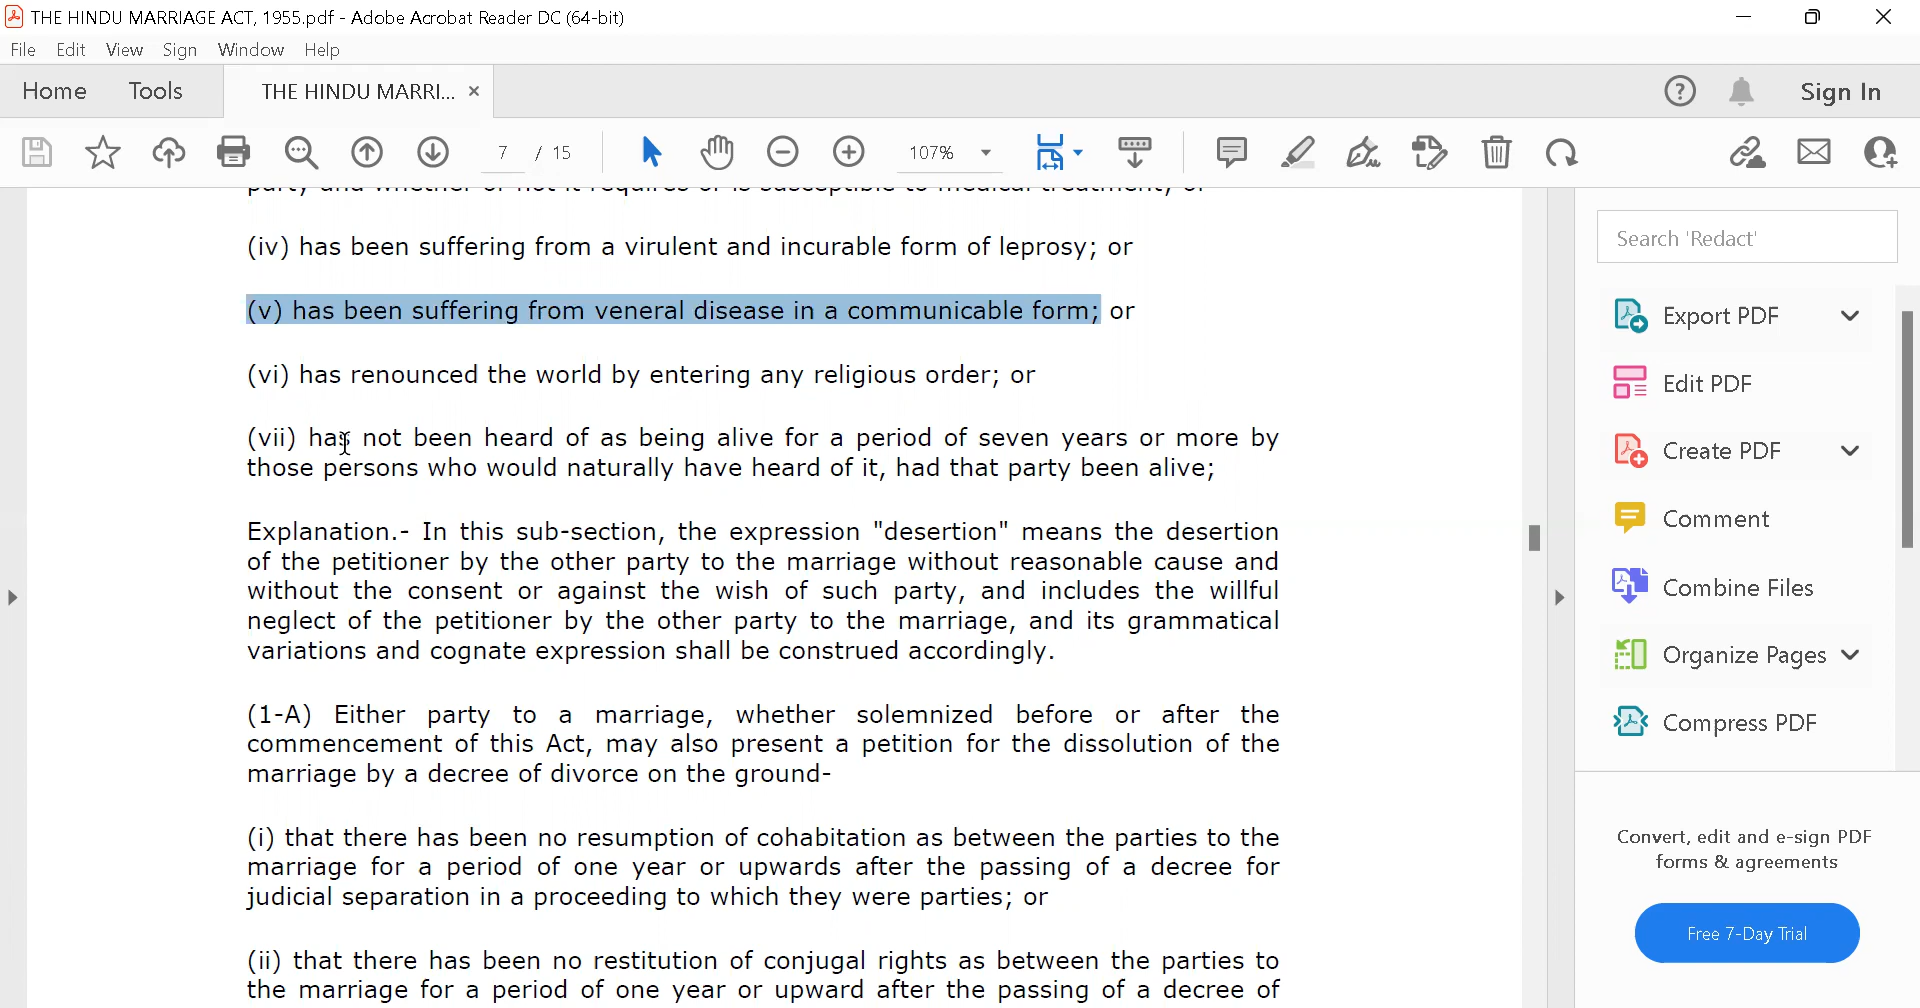 THE HINDU MARRIAGE ACT, 1955.pdf - Adobe Acrobat Reader DC (64-bit)
File Edit View Sign Window Help
Home Tools THE HINDU MARRI... × Sign In
7 / 15 107%
party and whether or not it requires or is susceptible to medical treatment, or
(iv) has been suffering from a virulent and incurable form of leprosy; or
(v) has been suffering from veneral disease in a communicable form; or
(vi) has renounced the world by entering any religious order; or
(vii) has not been heard of as being alive for a period of seven years or more by
those persons who would naturally have heard of it, had that party been alive;
Explanation.- In this sub-section, the expression "desertion" means the desertion
of the petitioner by the other party to the marriage without reasonable cause and
without the consent or against the wish of such party, and includes the willful
neglect of the petitioner by the other party to the marriage, and its grammatical
variations and cognate expression shall be construed accordingly.
(1-A) Either party to a marriage, whether solemnized before or after the
commencement of this Act, may also present a petition for the dissolution of the
marriage by a decree of divorce on the ground-
(i) that there has been no resumption of cohabitation as between the parties to the
marriage for a period of one year or upwards after the passing of a decree for
judicial separation in a proceeding to which they were parties; or
(ii) that there has been no restitution of conjugal rights as between the parties to
the marriage for a period of one year or upward after the passing of a decree of
Search 'Redact'
Export PDF
Edit PDF
Create PDF
Comment
Combine Files
Organize Pages
Compress PDF
Convert, edit and e-sign PDF
forms & agreements
Free 7-Day Trial